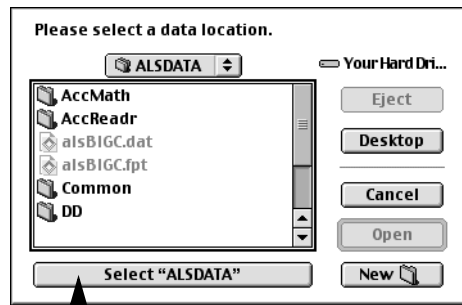 Please select a data location.
ALSDATA
Your Hard Dri...
AccMath
AccReadr
alsBIGC.dat
alsBIGC.fpt
Common
DD
Eject
Desktop
Cancel
Open
Select “ALSDATA”
New